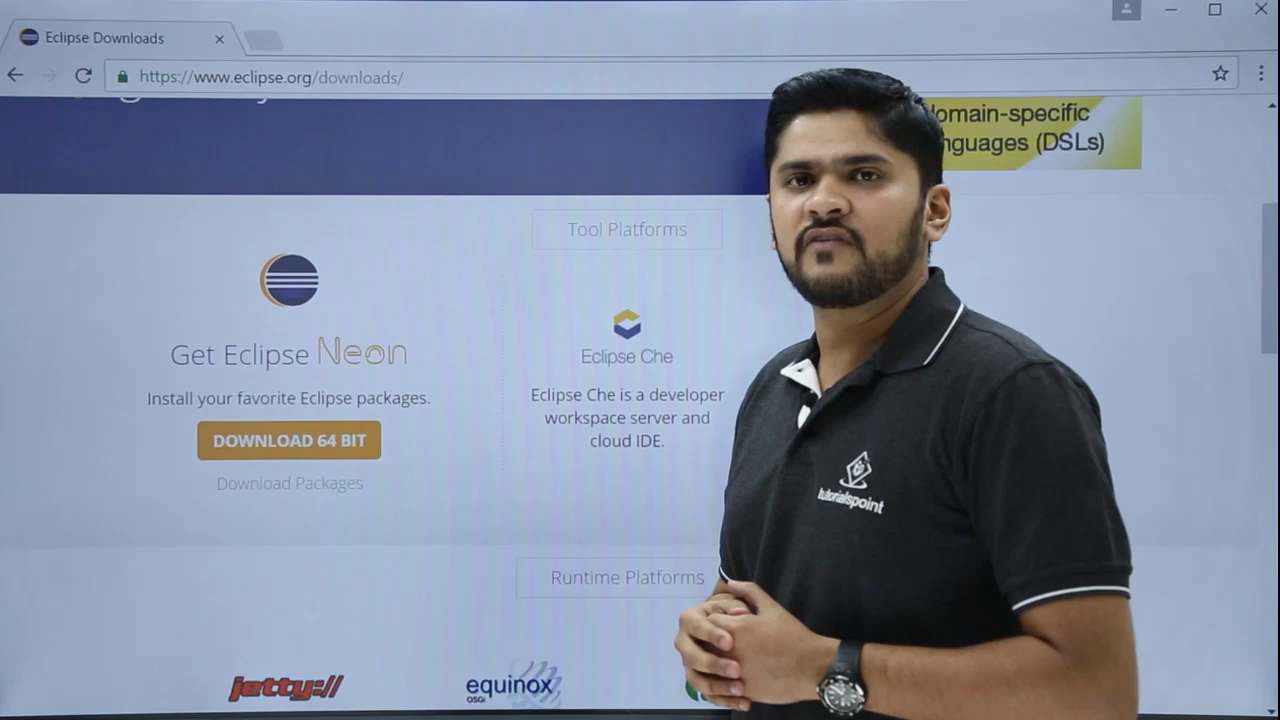 Eclipse Downloads
https://www.eclipse.org/downloads/
omain-specific
nguages (DSLs)
Tool Platforms
Get Eclipse Neon
Install your favorite Eclipse packages.
DOWNLOAD 64 BIT
Download Packages
Eclipse Che
Eclipse Che is a developer
workspace server and
cloud IDE.
tutorialspoint
Runtime Platforms
jetty://
equinox
OSGi